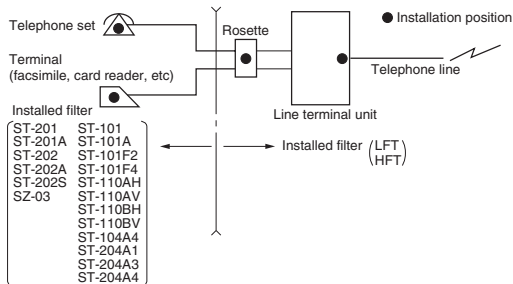 Telephone set
Rosette
● Installation position
Terminal
(facsimile, card reader, etc)
Telephone line
Line terminal unit
Installed filter
ST-201 ST-101
ST-201A ST-101A
ST-202 ST-101F2
ST-202A ST-101F4
ST-202S ST-110AH
SZ-03 ST-110AV
ST-110BH
ST-110BV
ST-104A4
ST-204A1
ST-204A3
ST-204A4
Installed filter (LFT
HFT)